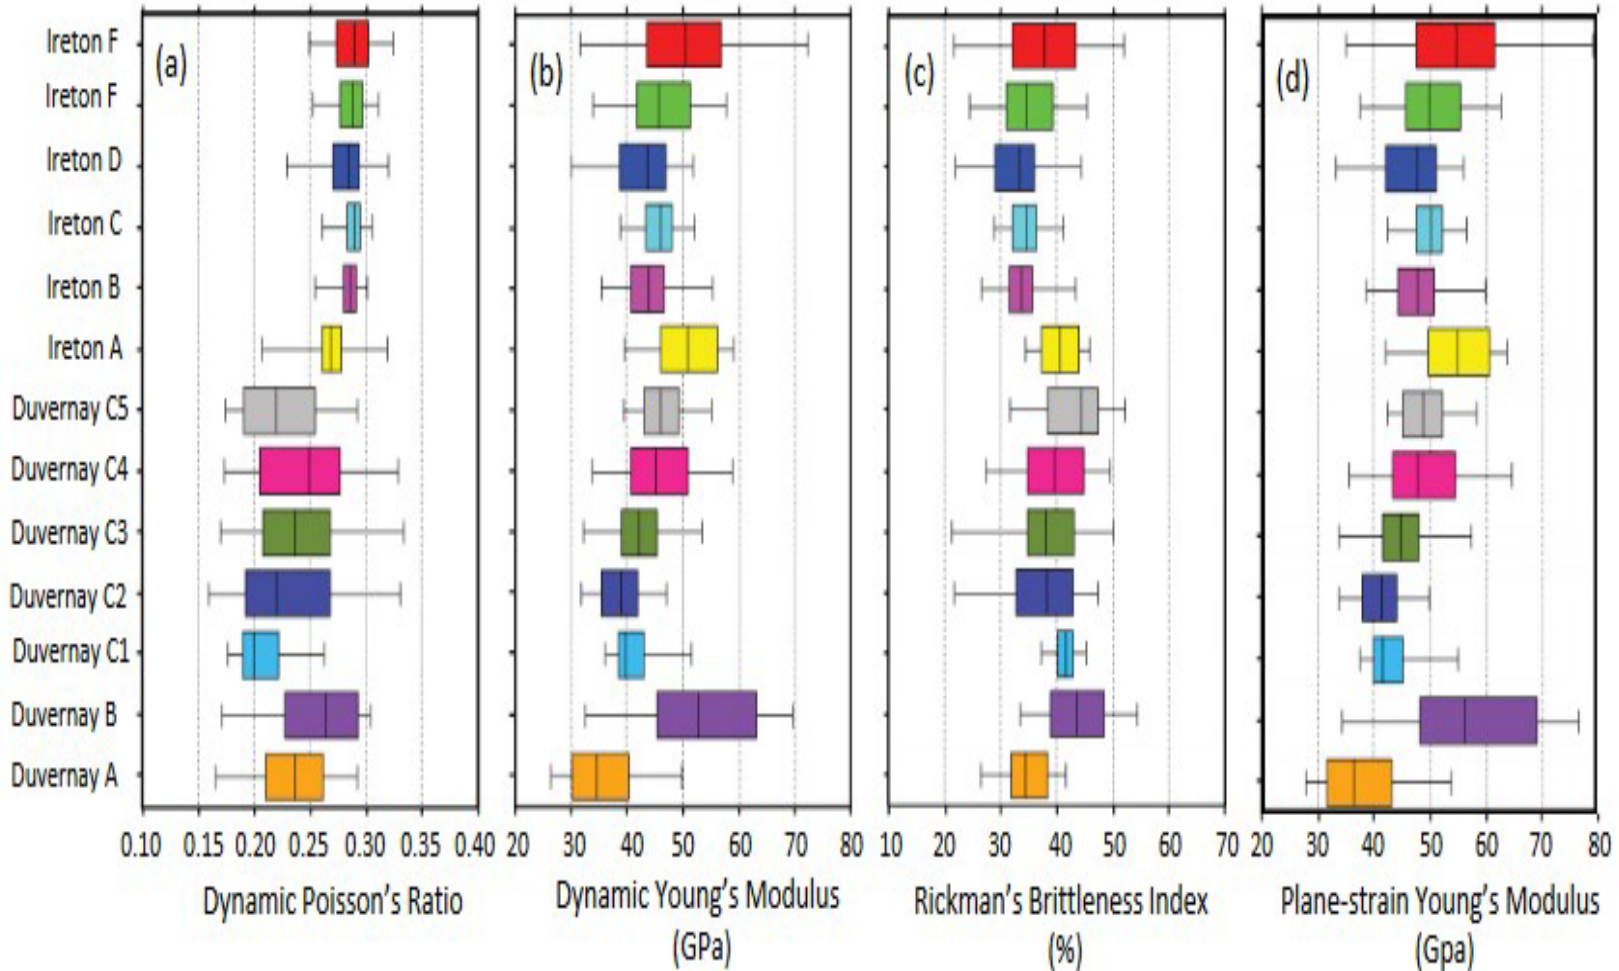 Ireton F
Ireton F
Ireton D
Ireton C
Ireton B
Ireton A
Duvernay C5
Duvernay C4
Duvernay C3
Duvernay C2
Duvernay C1
Duvernay B
Duvernay A
(a) (b) (c) (d)
0.10 0.15 0.20 0.25 0.30 0.35 0.40 20 30 40 50 60 70 80 10 20 30 40 50 60 70 20 30 40 50 60 70 80
Dynamic Poisson's Ratio
Dynamic Young's Modulus
(GPa)
Rickman's Brittleness Index
(%)
Plane-strain Young's Modulus
(Gpa)